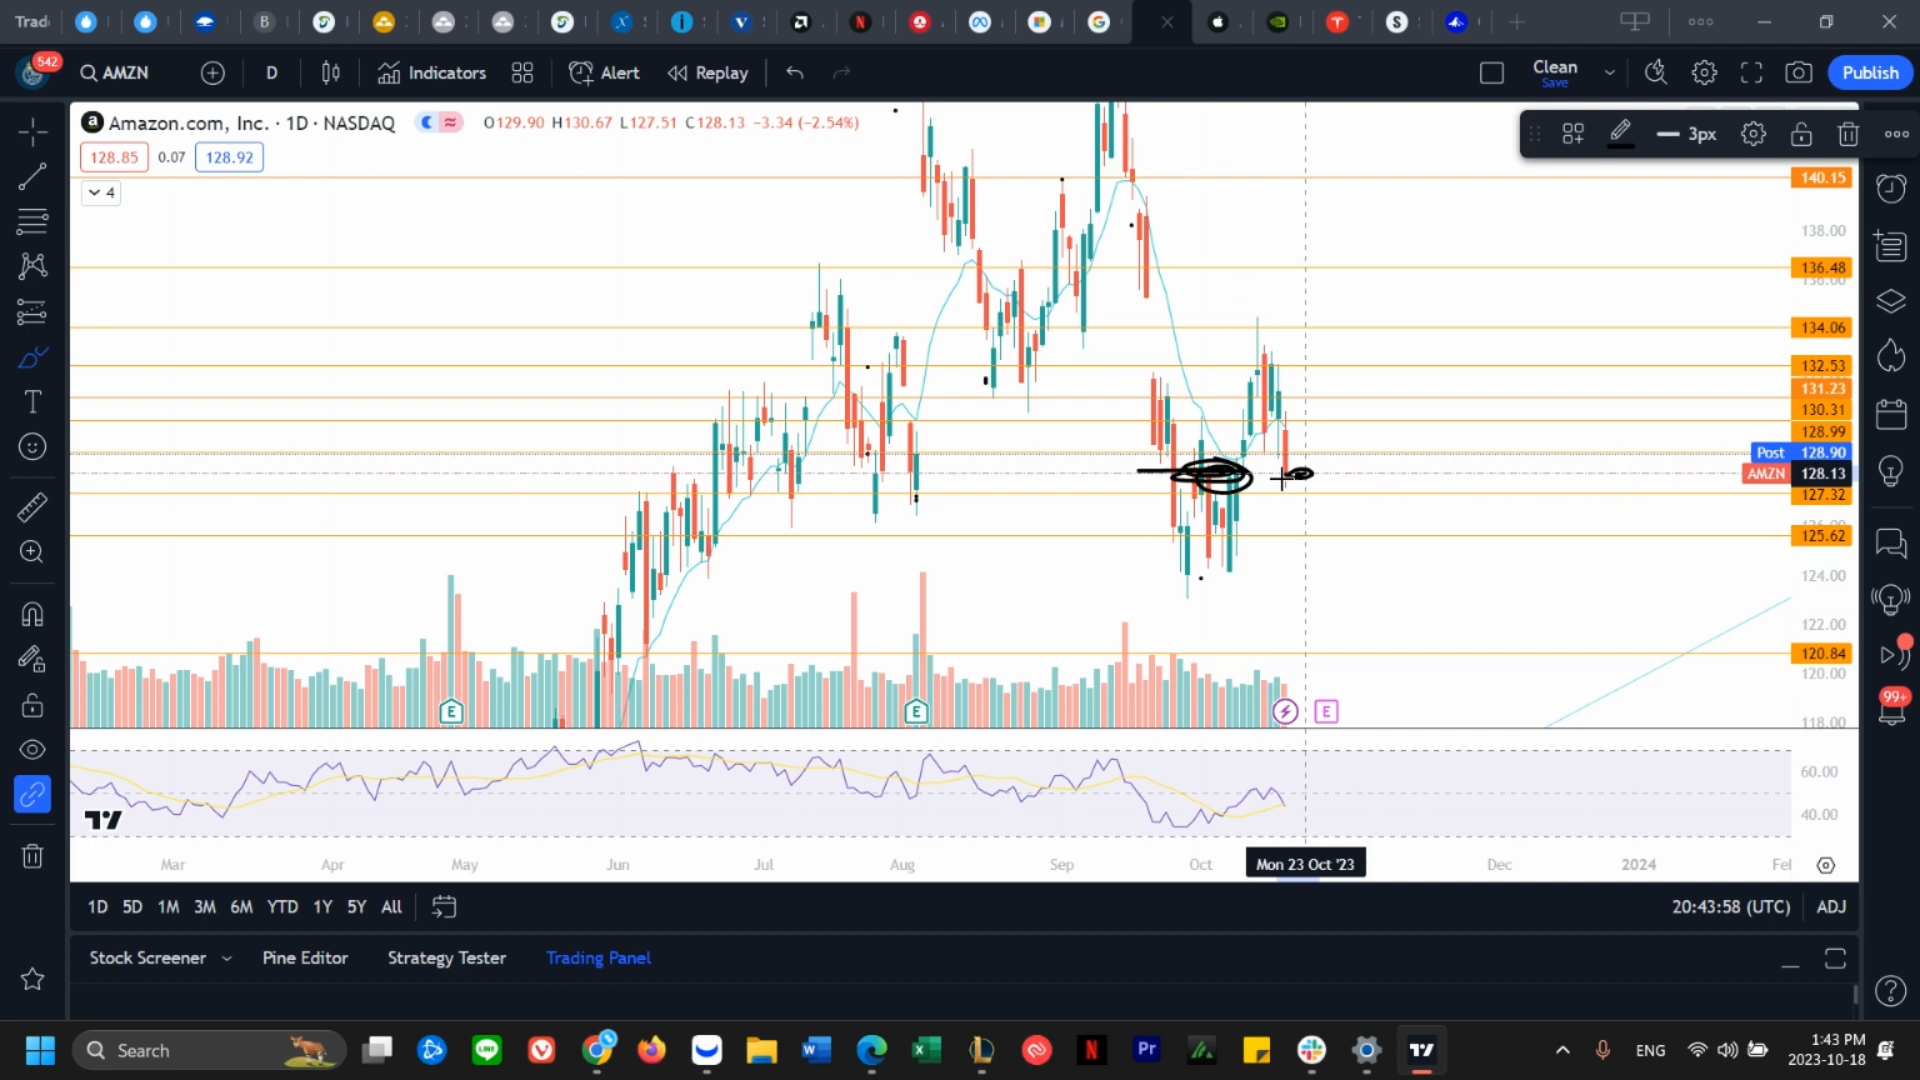 Trad
B
X
i
V
N
T
S
542
AMZN
D
Indicators
Alert
Replay
Clean
Save
Publish
a Amazon.com, Inc. · 1D · NASDAQ
O129.90 H130.67 L127.51 C128.13 −3.34 (−2.54%)
128.85 0.07 128.92
4
3px
140.15
138.00
136.48
136.00
134.06
132.53
131.23
130.31
128.99
Post 128.90
AMZN 128.13
127.32
125.62
124.00
122.00
120.84
120.00
118.00
E
E
E
60.00
40.00
Mar
Apr
May
Jun
Jul
Aug
Sep
Oct
Mon 23 Oct '23
Dec
2024
Fel
99+
1D 5D 1M 3M 6M YTD 1Y 5Y All
20:43:58 (UTC) ADJ
Stock Screener
Pine Editor
Strategy Tester
Trading Panel
Search
LINE
W
X
N
Pr
ENG
1:43 PM
2023-10-18